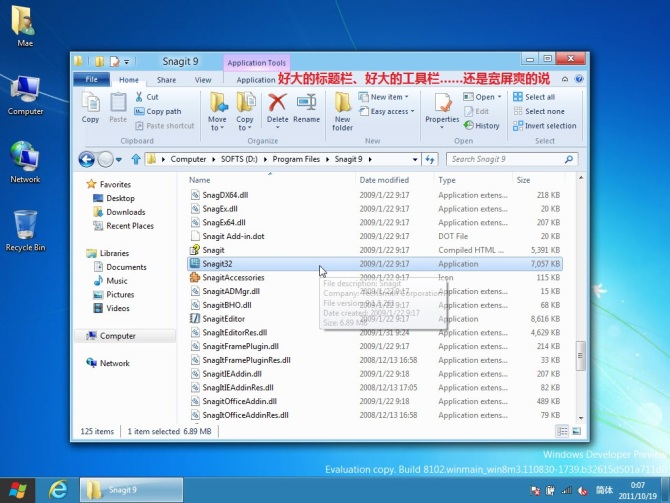 Mae
Computer
Network
Recycle Bin
Snagit 9
Application Tools
File
Home
Share
View
Application
好大的标题栏、好大的工具栏……还是宽屏爽的说
Copy
Paste
Cut
Copy path
Paste shortcut
Move to
Copy to
Delete
Rename
New folder
New item
Easy access
Properties
Open
Edit
History
Select all
Select none
Invert selection
Clipboard
Organize
New
Open
Select
Computer
SOFTS (D:)
Program Files
Snagit 9
Search Snagit 9
Favorites
Desktop
Downloads
Recent Places
Libraries
Documents
Music
Pictures
Videos
Computer
Network
Name Date modified Type Size
SnagDX64.dll 2009/1/22 9:17 Application extens... 218 KB
SnagEx.dll 2009/1/22 9:17 Application extens... 20 KB
SnagEx64.dll 2009/1/22 9:17 Application extens... 20 KB
Snagit Add-in.dot 2009/1/22 9:17 DOT File 20 KB
Snagit 2009/1/22 9:17 Compiled HTML ... 5,391 KB
Snagit32 2009/1/22 9:17 Application 7,057 KB
SnagitAccessories 2009/1/22 9:17 Icon 115 KB
SnagITADMgr.dll Application extens... 15 KB
SnagitBHO.dll Application extens... 68 KB
SnagitEditor Application 8,616 KB
SnagItEditorRes.dll 2009/1/31 9:24 Application extens... 4,629 KB
SnagitFramePlugin.dll 2009/1/22 9:17 Application extens... 214 KB
SnagitFramePluginRes.dll 2008/12/13 16:58 Application extens... 33 KB
SnagitIEAddin.dll 2009/1/22 9:17 Application extens... 207 KB
SnagItIEAddinRes.dll 2008/12/13 17:05 Application extens... 82 KB
SnagitOfficeAddin.dll 2009/1/22 9:17 Application extens... 489 KB
SnagItOfficeAddinRes.dll 2008/12/13 16:58 Application extens... 79 KB
File description: Snagit
Date created: 2009/1/22 9:17
Size: 6.89 MB
125 items
1 item selected 6.89 MB
Windows Developer Preview
Evaluation copy. Build 8102.winmain_win8m3.110830-1739.b32615d501a711d0
Snagit 9
简体
0:07
2011/10/19